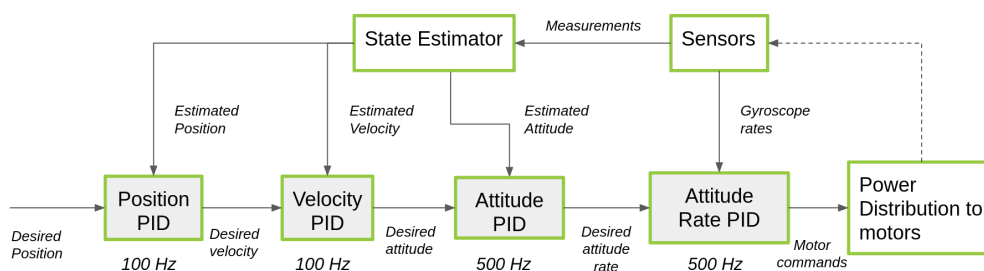 State Estimator
Measurements
Sensors
Estimated
Position
Estimated
Velocity
Estimated
Attitude
Gyroscope
rates
Position
PID
Velocity
PID
Attitude
PID
Attitude
Rate PID
Power
Distribution to
motors
Desired
Position
Desired
velocity
Desired
attitude
Desired
attitude
rate
Motor
commands
100 Hz
100 Hz
500 Hz
500 Hz